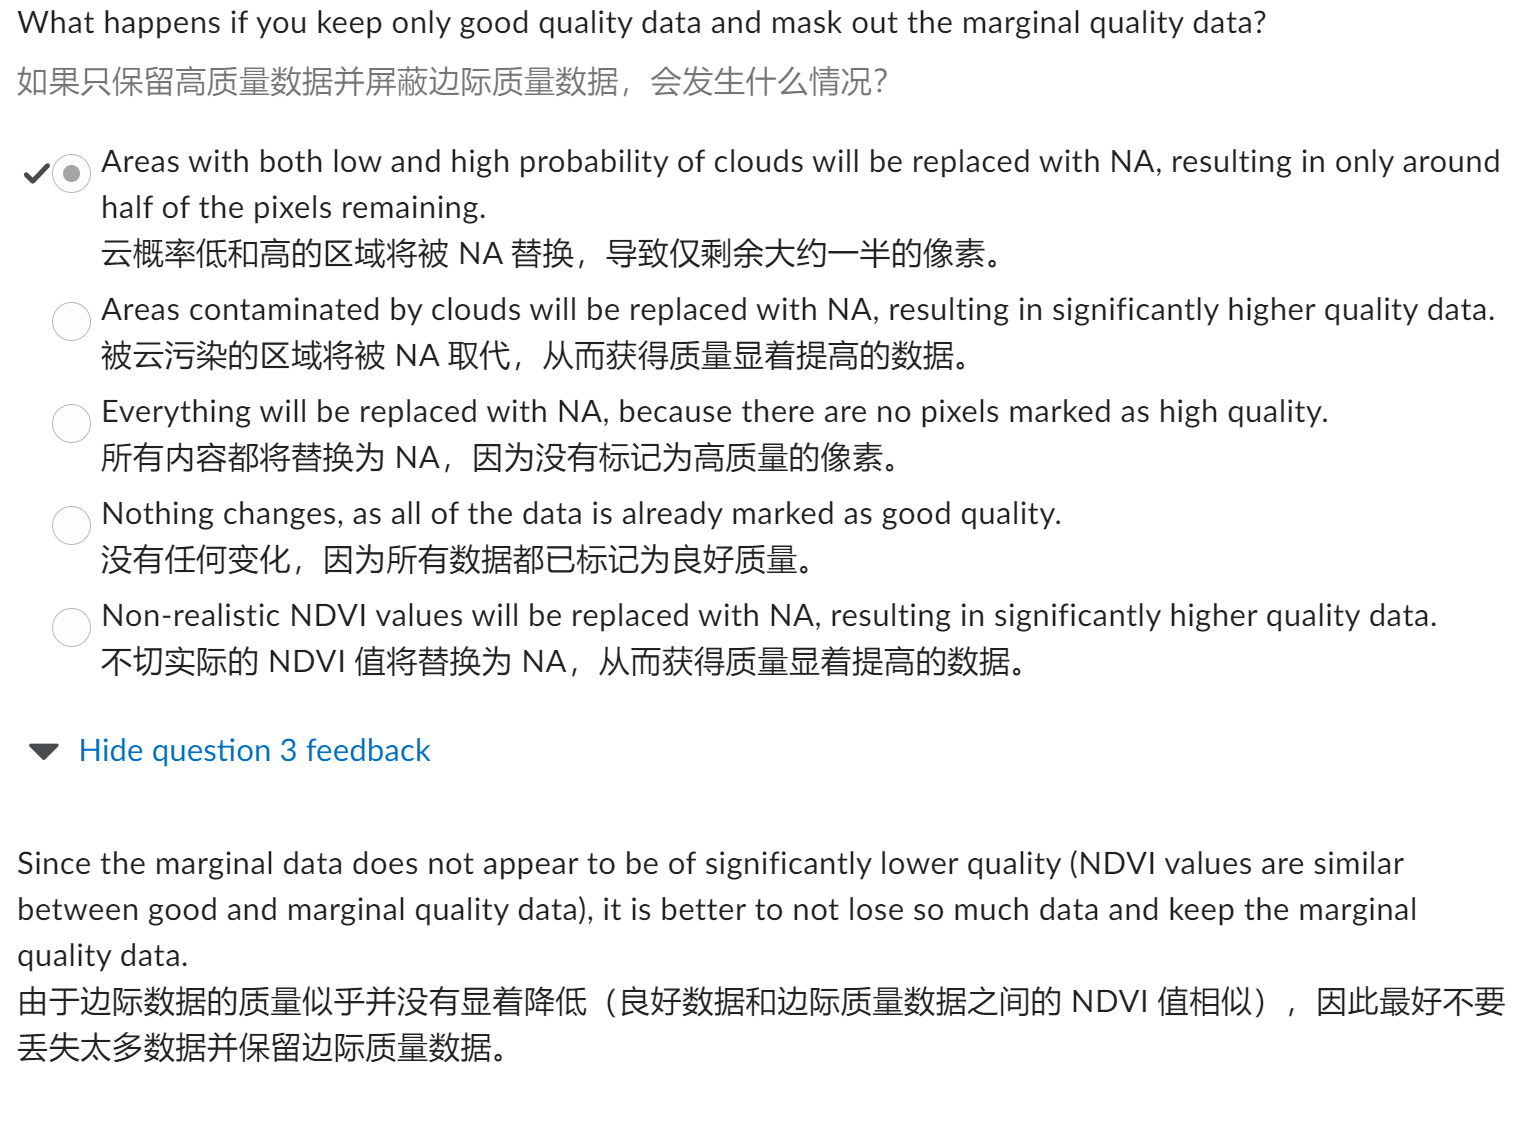 What happens if you keep only good quality data and mask out the marginal quality data?
如果只保留高质量数据并屏蔽边际质量数据，会发生什么情况？
Areas with both low and high probability of clouds will be replaced with NA, resulting in only around
half of the pixels remaining.
云概率低和高的区域将被 NA 替换，导致仅剩余大约一半的像素。
Areas contaminated by clouds will be replaced with NA, resulting in significantly higher quality data.
被云污染的区域将被 NA 取代，从而获得质量显着提高的数据。
Everything will be replaced with NA, because there are no pixels marked as high quality.
所有内容都将替换为 NA，因为没有标记为高质量的像素。
Nothing changes, as all of the data is already marked as good quality.
没有任何变化，因为所有数据都已标记为良好质量。
Non-realistic NDVI values will be replaced with NA, resulting in significantly higher quality data.
不切实际的 NDVI 值将替换为 NA，从而获得质量显着提高的数据。
Hide question 3 feedback
Since the marginal data does not appear to be of significantly lower quality (NDVI values are similar
between good and marginal quality data), it is better to not lose so much data and keep the marginal
quality data.
由于边际数据的质量似乎并没有显着降低（良好数据和边际质量数据之间的 NDVI 值相似），因此最好不要
丢失太多数据并保留边际质量数据。